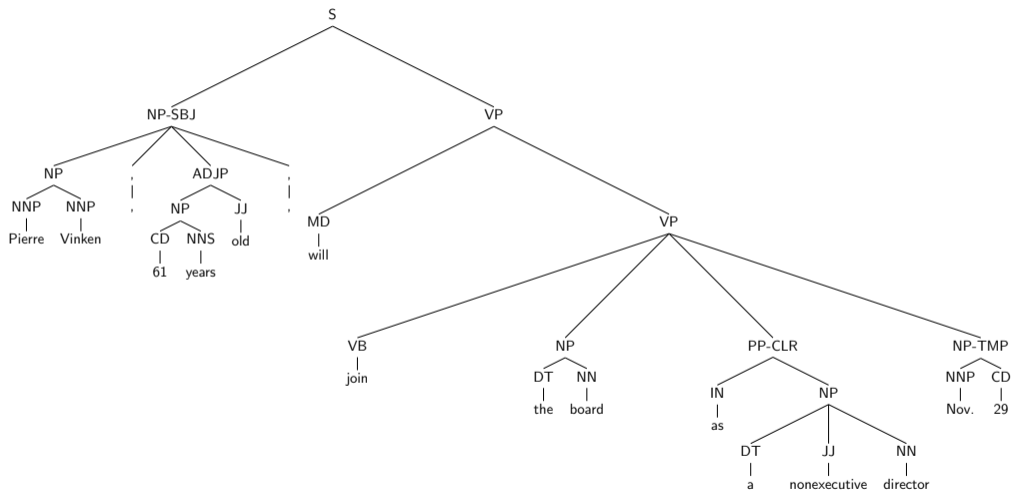 S
NP-SBJ VP
NP , ADJP ,
NNP NNP , NP JJ , MD VP
Pierre Vinken CD NNS old will
61 years
VB NP PP-CLR NP-TMP
join DT NN IN NP NNP CD
the board as Nov. 29
DT JJ NN
a nonexecutive director